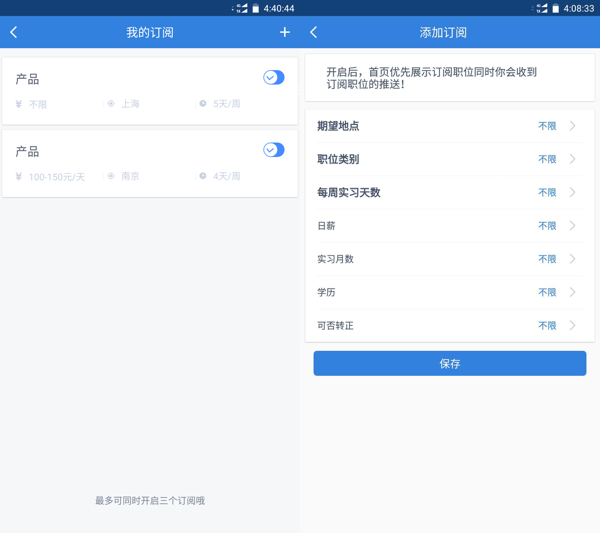 4:40:44
我的订阅
产品
¥ 不限 上海 5天/周
产品
¥ 100-150元/天 南京 4天/周
最多可同时开启三个订阅哦
4:08:33
添加订阅
开启后，首页优先展示订阅职位同时你会收到
订阅职位的推送！
期望地点 不限
职位类别 不限
每周实习天数 不限
日薪 不限
实习月数 不限
学历 不限
可否转正 不限
保存